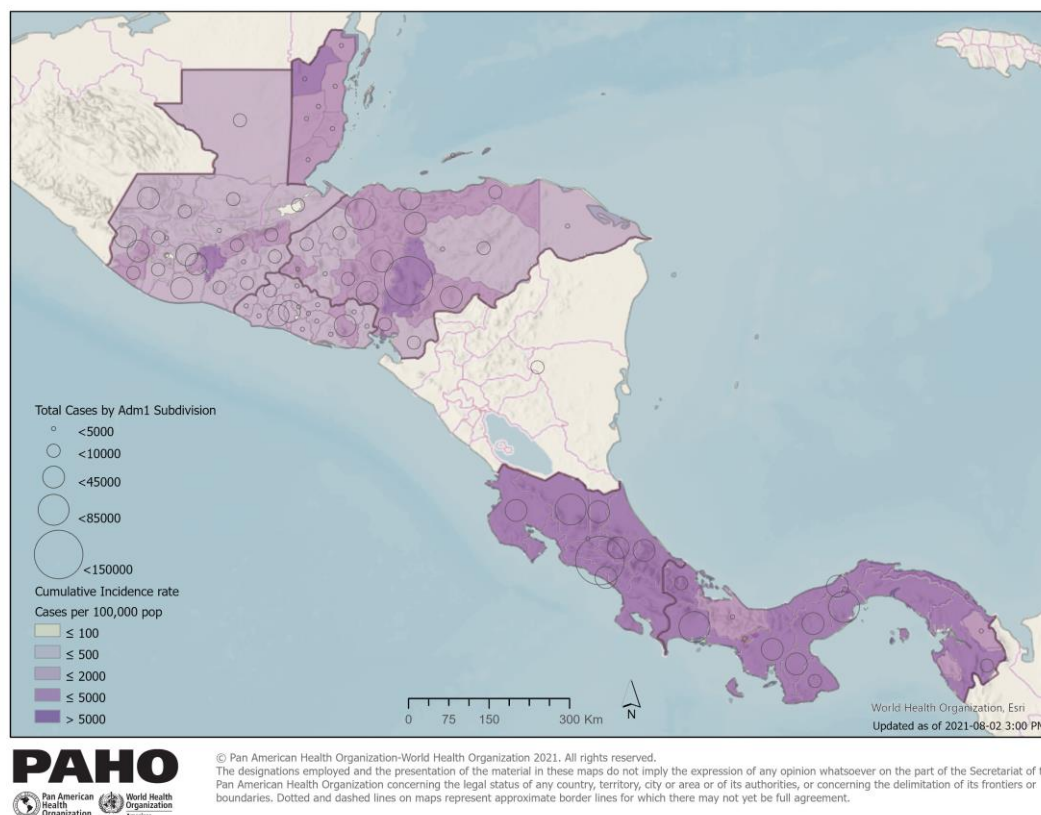 Total Cases by Adm1 Subdivision
<5000
<10000
<45000
<85000
<150000
Cumulative Incidence rate
Cases per 100,000 pop
≤ 100
≤ 500
≤ 2000
≤ 5000
> 5000
0 75 150 300 Km
N
World Health Organization, Esri
Updated as of 2021-08-02 3:00 PM
PAHO
Pan American
Health
Organization
World Health
Organization
© Pan American Health Organization-World Health Organization 2021. All rights reserved.
The designations employed and the presentation of the material in these maps do not imply the expression of any opinion whatsoever on the part of the Secretariat of
Pan American Health Organization concerning the legal status of any country, territory, city or area or of its authorities, or concerning the delimitation of its frontiers or
boundaries. Dotted and dashed lines on maps represent approximate border lines for which there may not yet be full agreement.